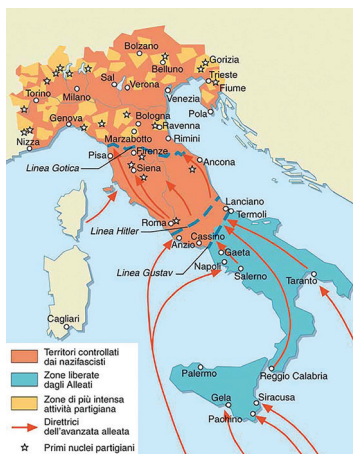 Bolzano
Belluno
Gorizia
Trieste
Fiume
Sal
Verona
Torino
Milano
Venezia
Pola
Genova
Bologna
Ravenna
Nizza
Marzabotto
Rimini
Linea Gotica
Firenze
Pisa
Siena
Ancona
Lanciano
Termoli
Roma
Linea Hitler
Cassino
Anzio
Gaeta
Linea Gustav
Napoli
Salerno
Taranto
Cagliari
Palermo
Reggio Calabria
Gela
Siracusa
Pachino
Territori controllati
dai nazifascisti
Zone liberate
dagli Alleati
Zone di più intensa
attività partigiana
Direttrici
dell'avanzata alleata
Primi nuclei partigiani